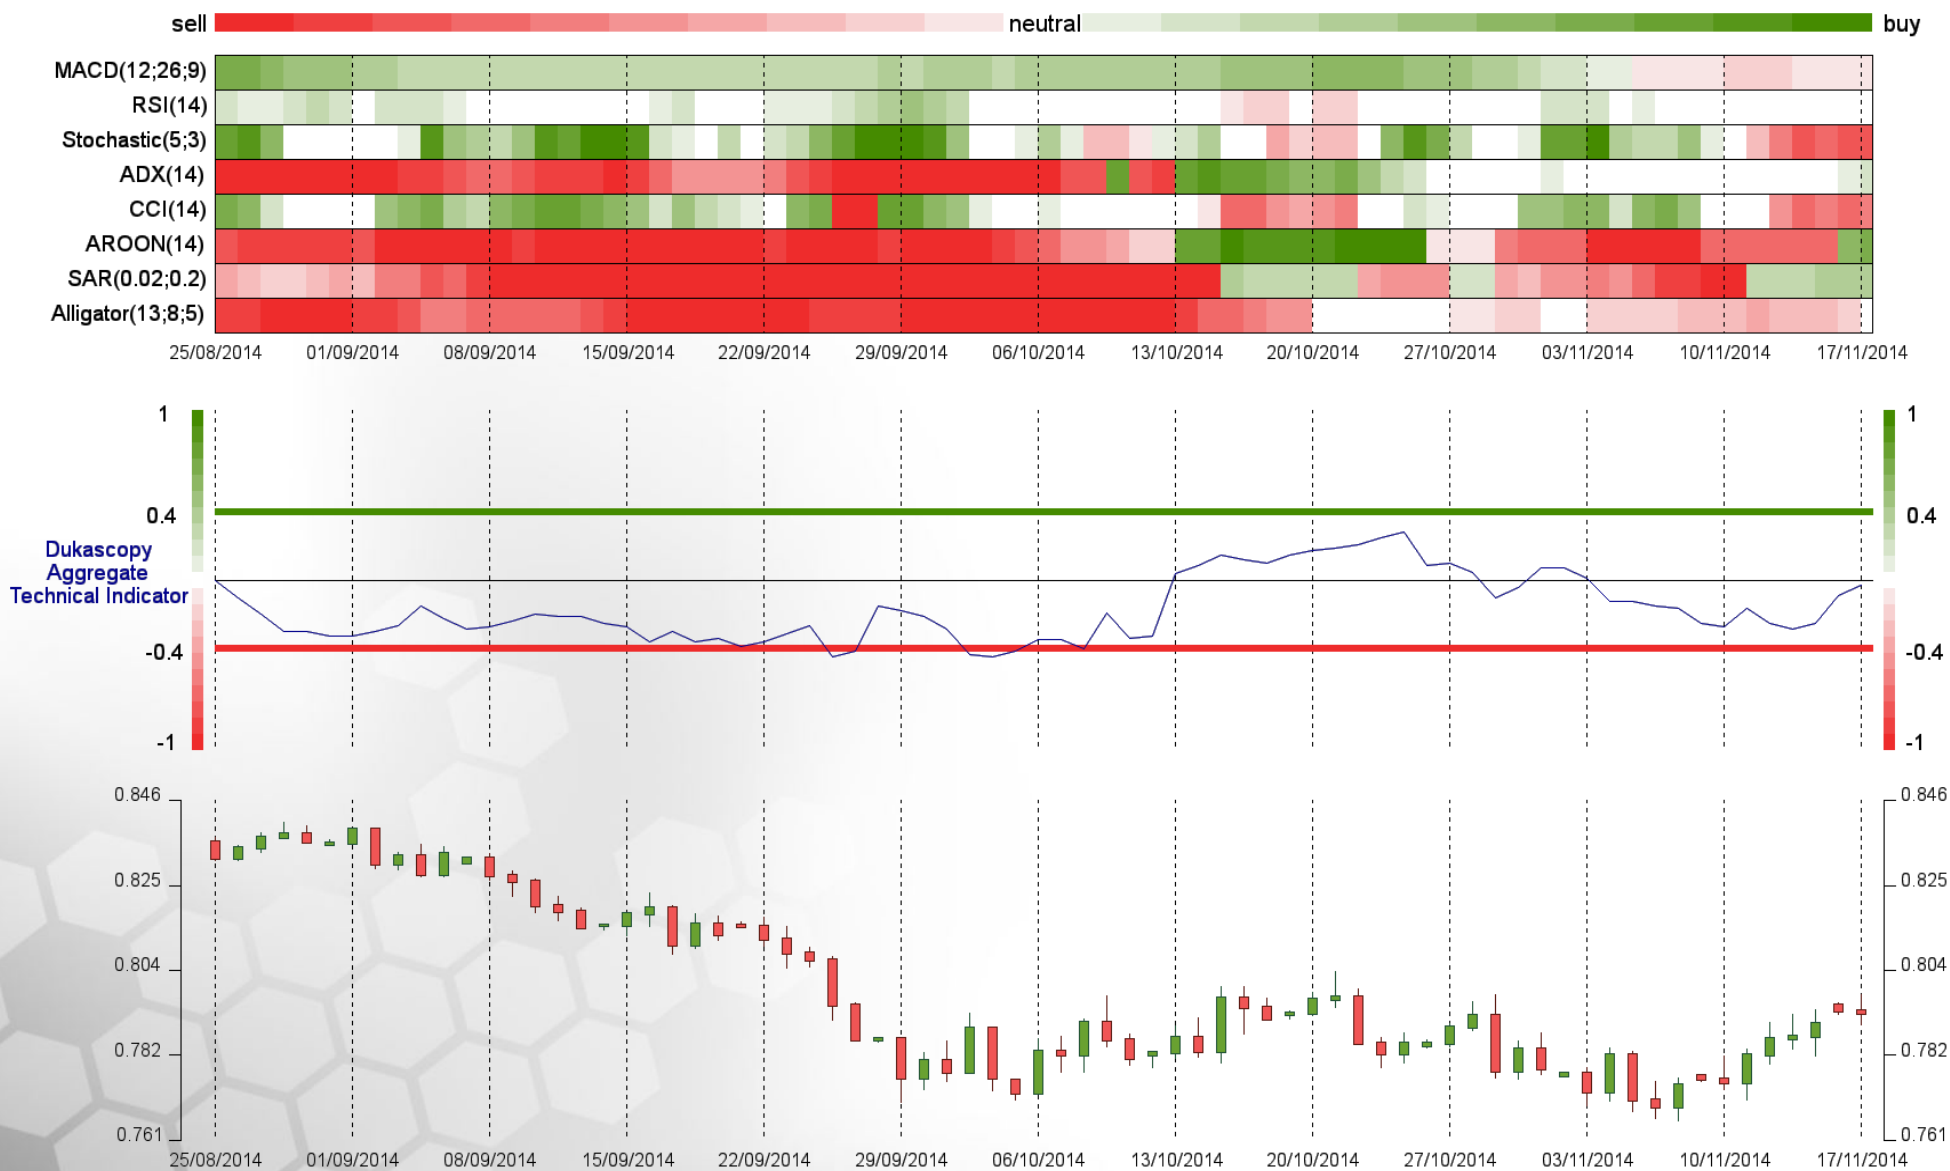 sell neutral buy
MACD(12;26;9)
RSI(14)
Stochastic(5;3)
ADX(14)
CCI(14)
AROON(14)
SAR(0.02;0.2)
Alligator(13;8;5)
25/08/2014 01/09/2014 08/09/2014 15/09/2014 22/09/2014 29/09/2014 06/10/2014 13/10/2014 20/10/2014 27/10/2014 03/11/2014 10/11/2014 17/11/2014
1 1
0.4 0.4
Dukascopy
Aggregate
Technical Indicator
-0.4 -0.4
-1 -1
0.846 0.846
0.825 0.825
0.804 0.804
0.782 0.782
0.761 0.761
25/08/2014 01/09/2014 08/09/2014 15/09/2014 22/09/2014 29/09/2014 06/10/2014 13/10/2014 20/10/2014 27/10/2014 03/11/2014 10/11/2014 17/11/2014